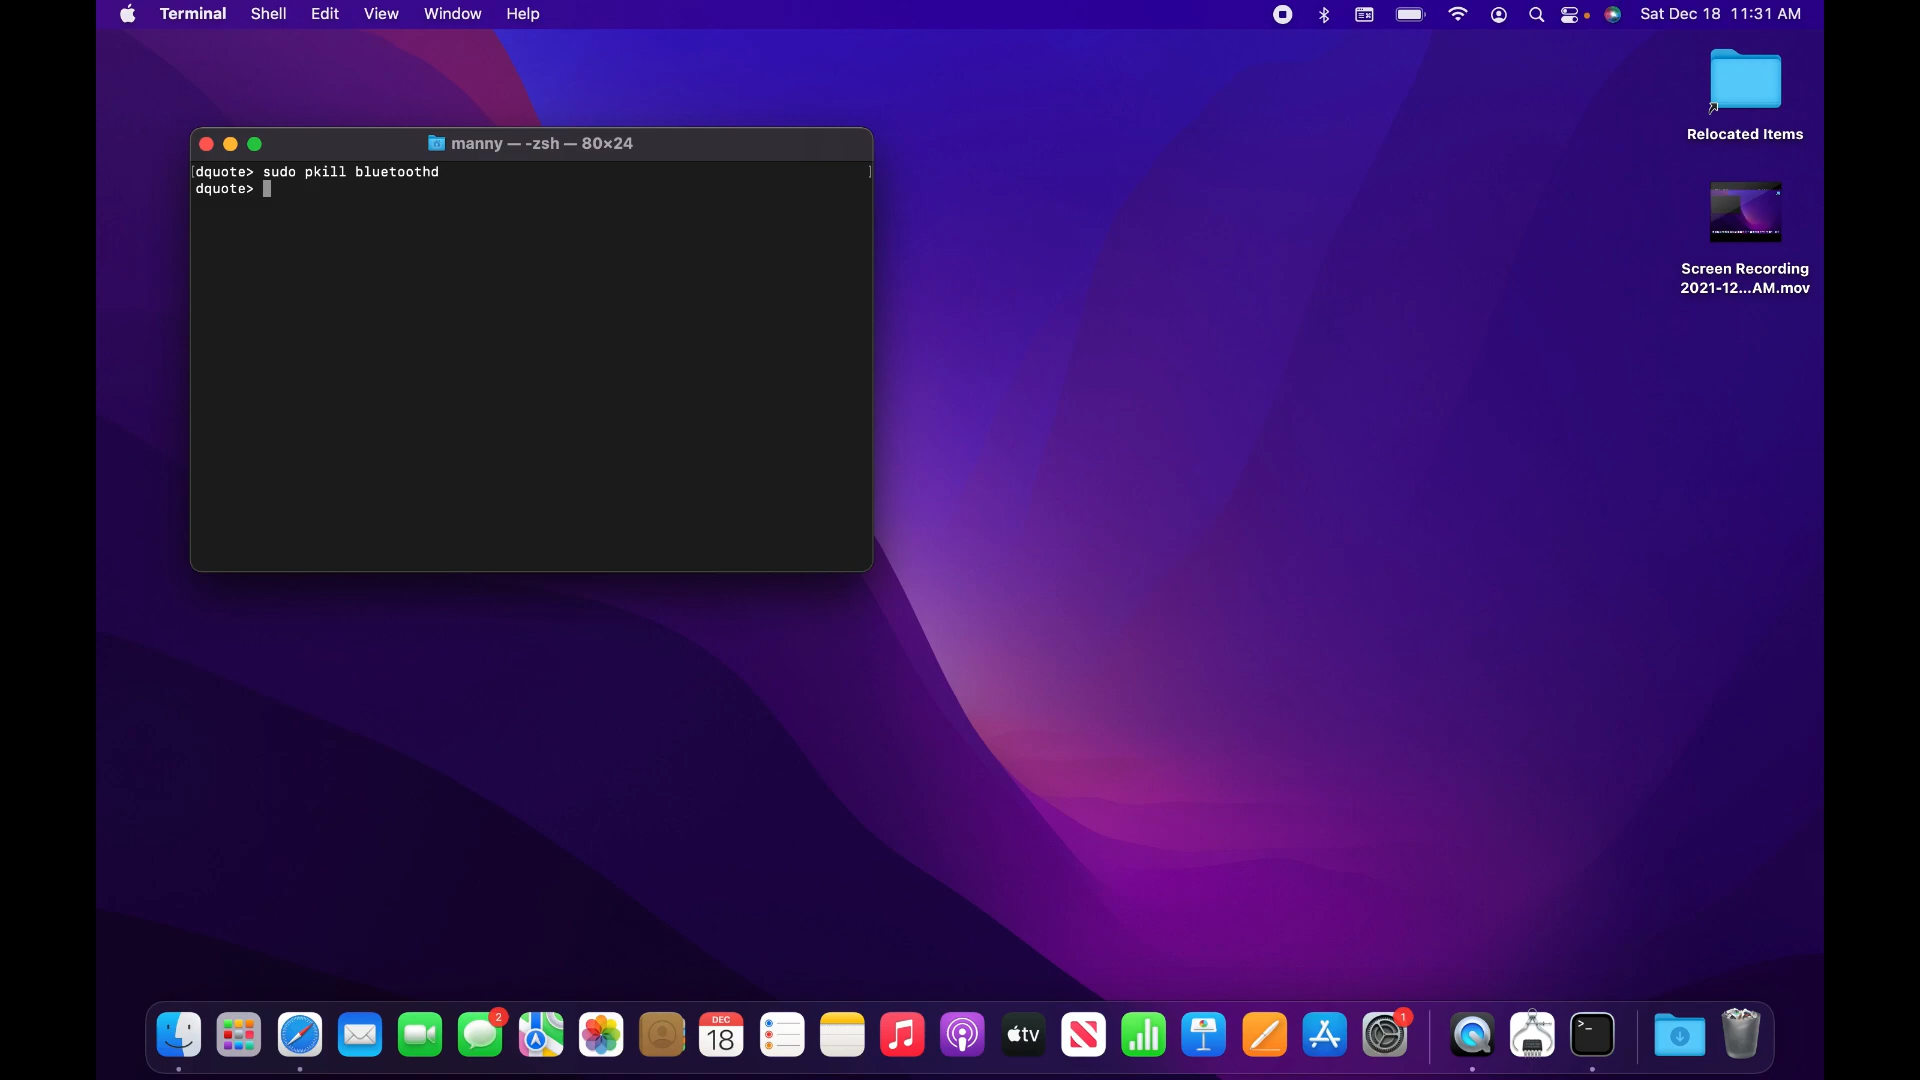 Terminal Shell Edit View Window Help
Sat Dec 18 11:31 AM
Relocated Items
Screen Recording
2021-12...AM.mov
manny — -zsh — 80×24
[dquote> sudo pkill bluetoothd ]
dquote>
2
DEC
18
tv
1
>_